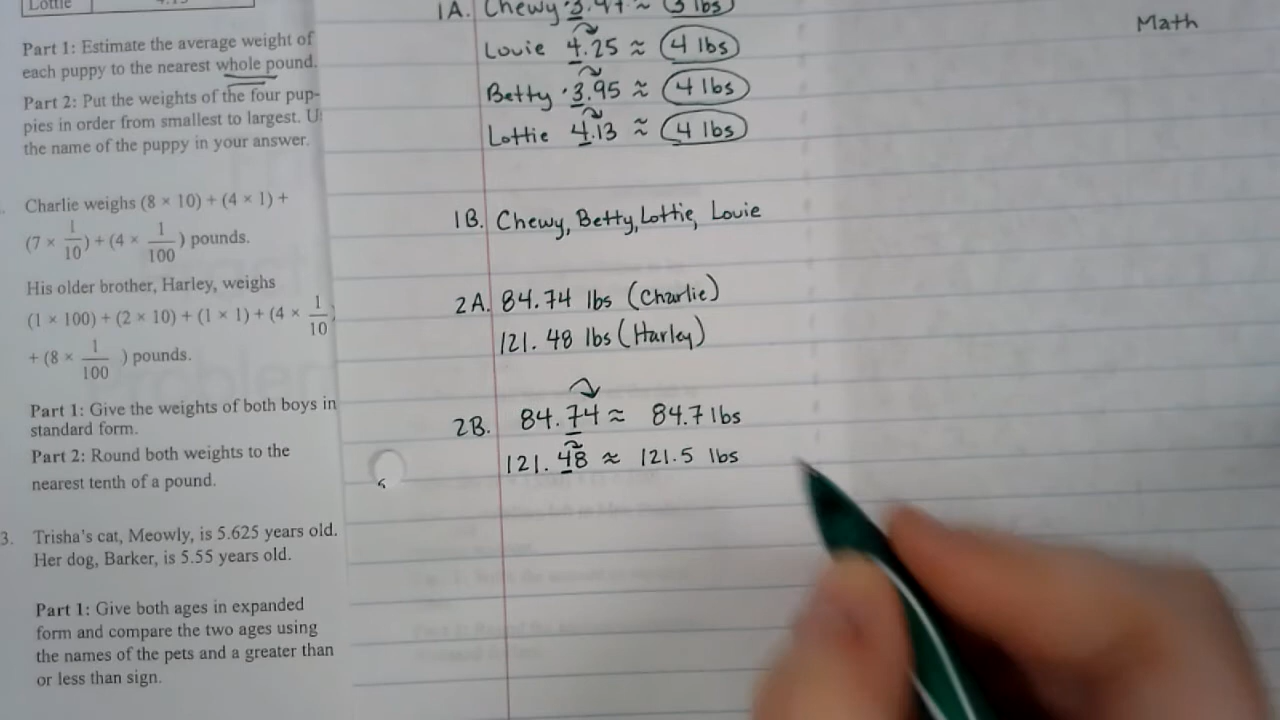 Lottie 4.13
Part 1: Estimate the average weight of
each puppy to the nearest whole pound.
Part 2: Put the weights of the four pup-
pies in order from smallest to largest. U
the name of the puppy in your answer.
Charlie weighs (8 × 10) + (4 × 1) +
(7 × 1/10) + (4 × 1/100) pounds.
His older brother, Harley, weighs
(1 × 100) + (2 × 10) + (1 × 1) + (4 × 1/10)
+ (8 × 1/100) pounds.
Part 1: Give the weights of both boys in
standard form.
Part 2: Round both weights to the
nearest tenth of a pound.
3. Trisha's cat, Meowly, is 5.625 years old.
Her dog, Barker, is 5.55 years old.
Part 1: Give both ages in expanded
form and compare the two ages using
the names of the pets and a greater than
or less than sign.
Math
1A. Chewy 3.47 ≈ 3 lbs
Louie 4.25 ≈ 4 lbs
Betty 3.95 ≈ 4 lbs
Lottie 4.13 ≈ 4 lbs
1B. Chewy, Betty, Lottie, Louie
2A. 84.74 lbs (Charlie)
121.48 lbs (Harley)
2B. 84.74 ≈ 84.7 lbs
121.48 ≈ 121.5 lbs